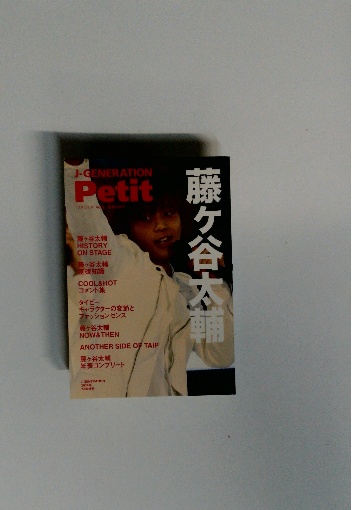 J-GENERATION
Petit
藤ヶ谷太輔
藤ヶ谷太輔
HISTORY
ON STAGE
藤ヶ谷太輔
COOL&HOT
コメント集
タイピー
キャラクターの変遷と
ファッションセンス
藤ヶ谷太輔
NOW&THEN
ANOTHER SIDE OF TAIP
藤ヶ谷太輔
コンプリート